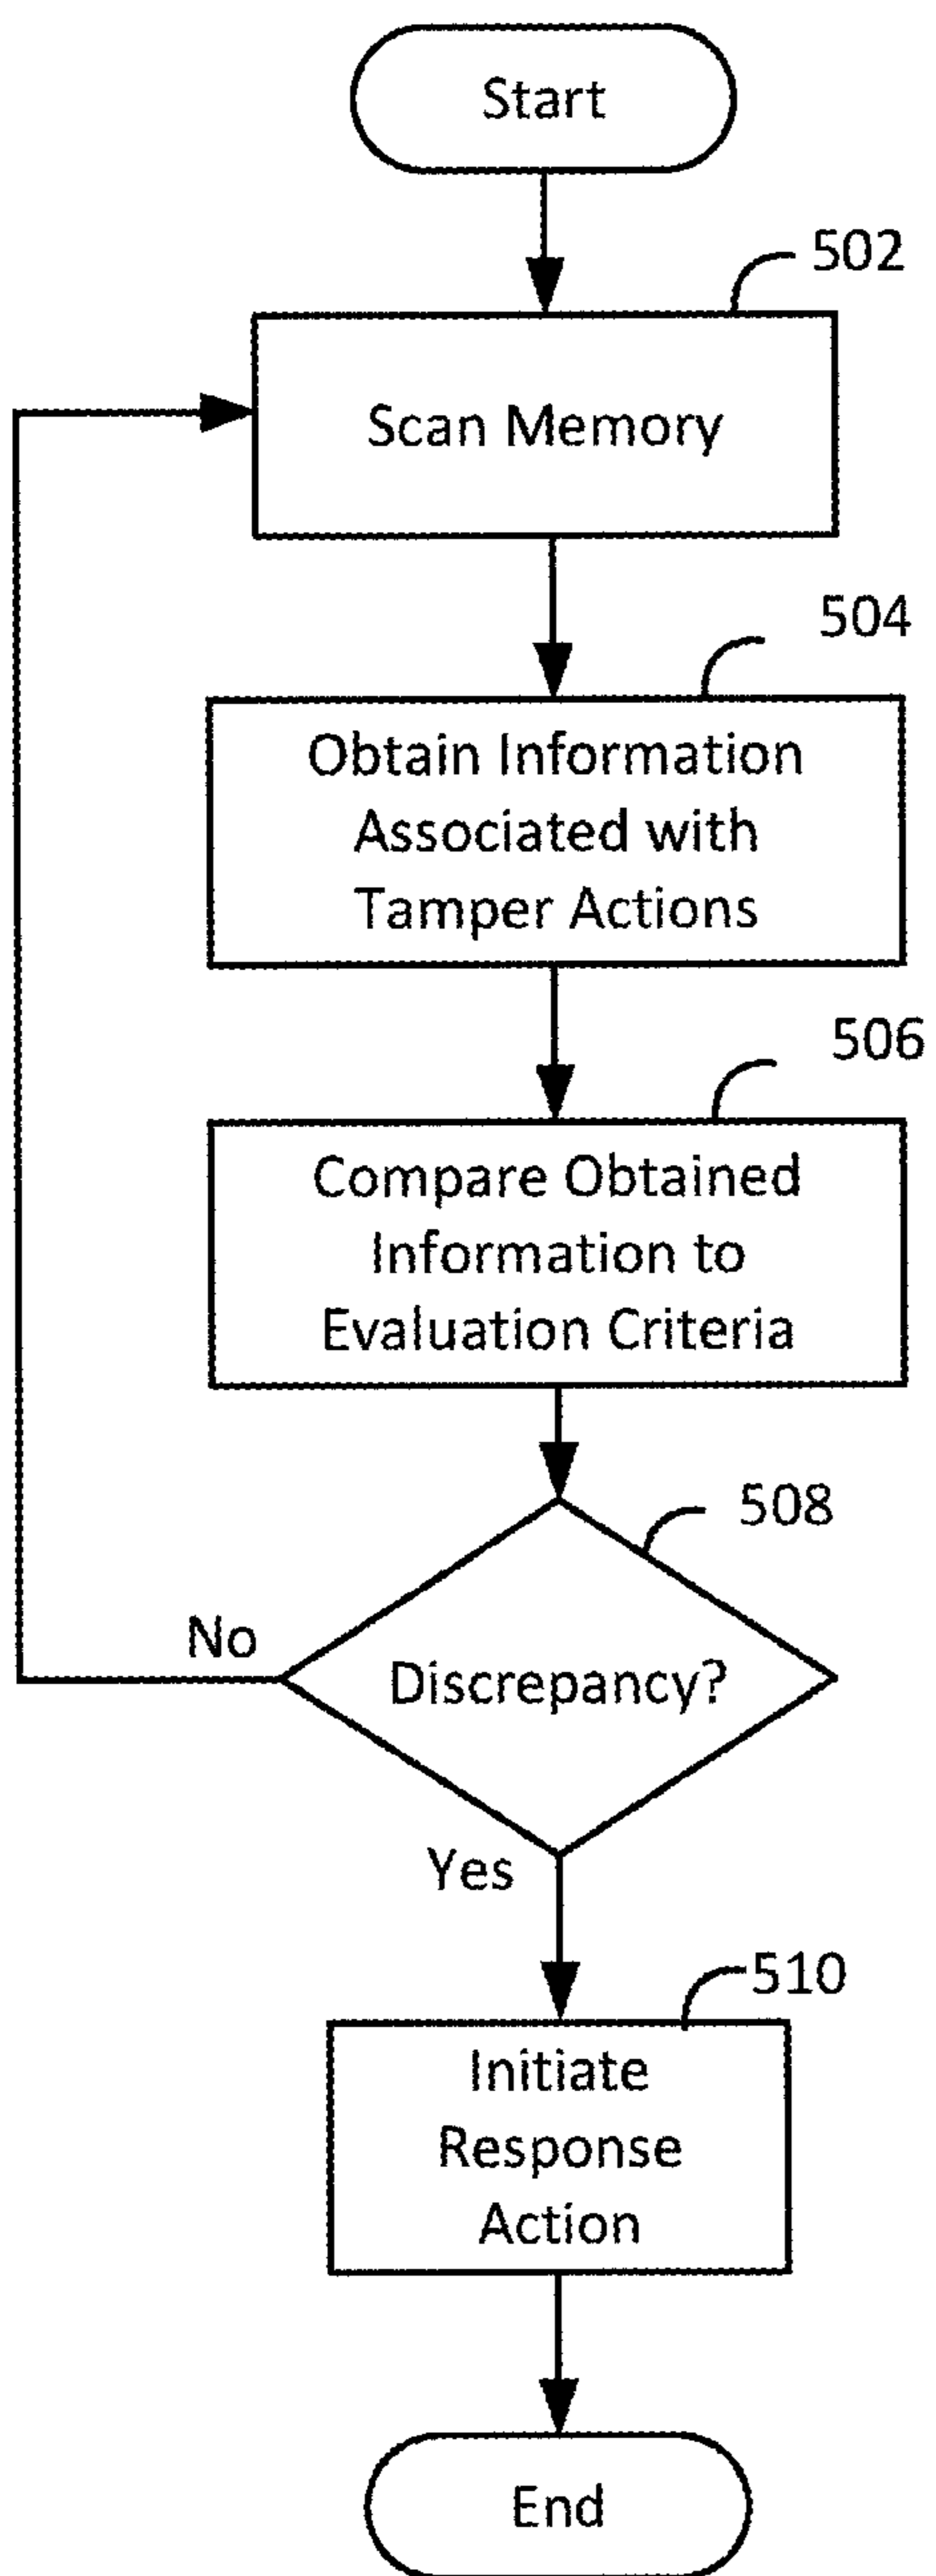 Start
502
Scan Memory
504
Obtain Information
Associated with
Tamper Actions
506
Compare Obtained
Information to
Evaluation Criteria
508
No
Discrepancy?
Yes
510
Initiate
Response
Action
End